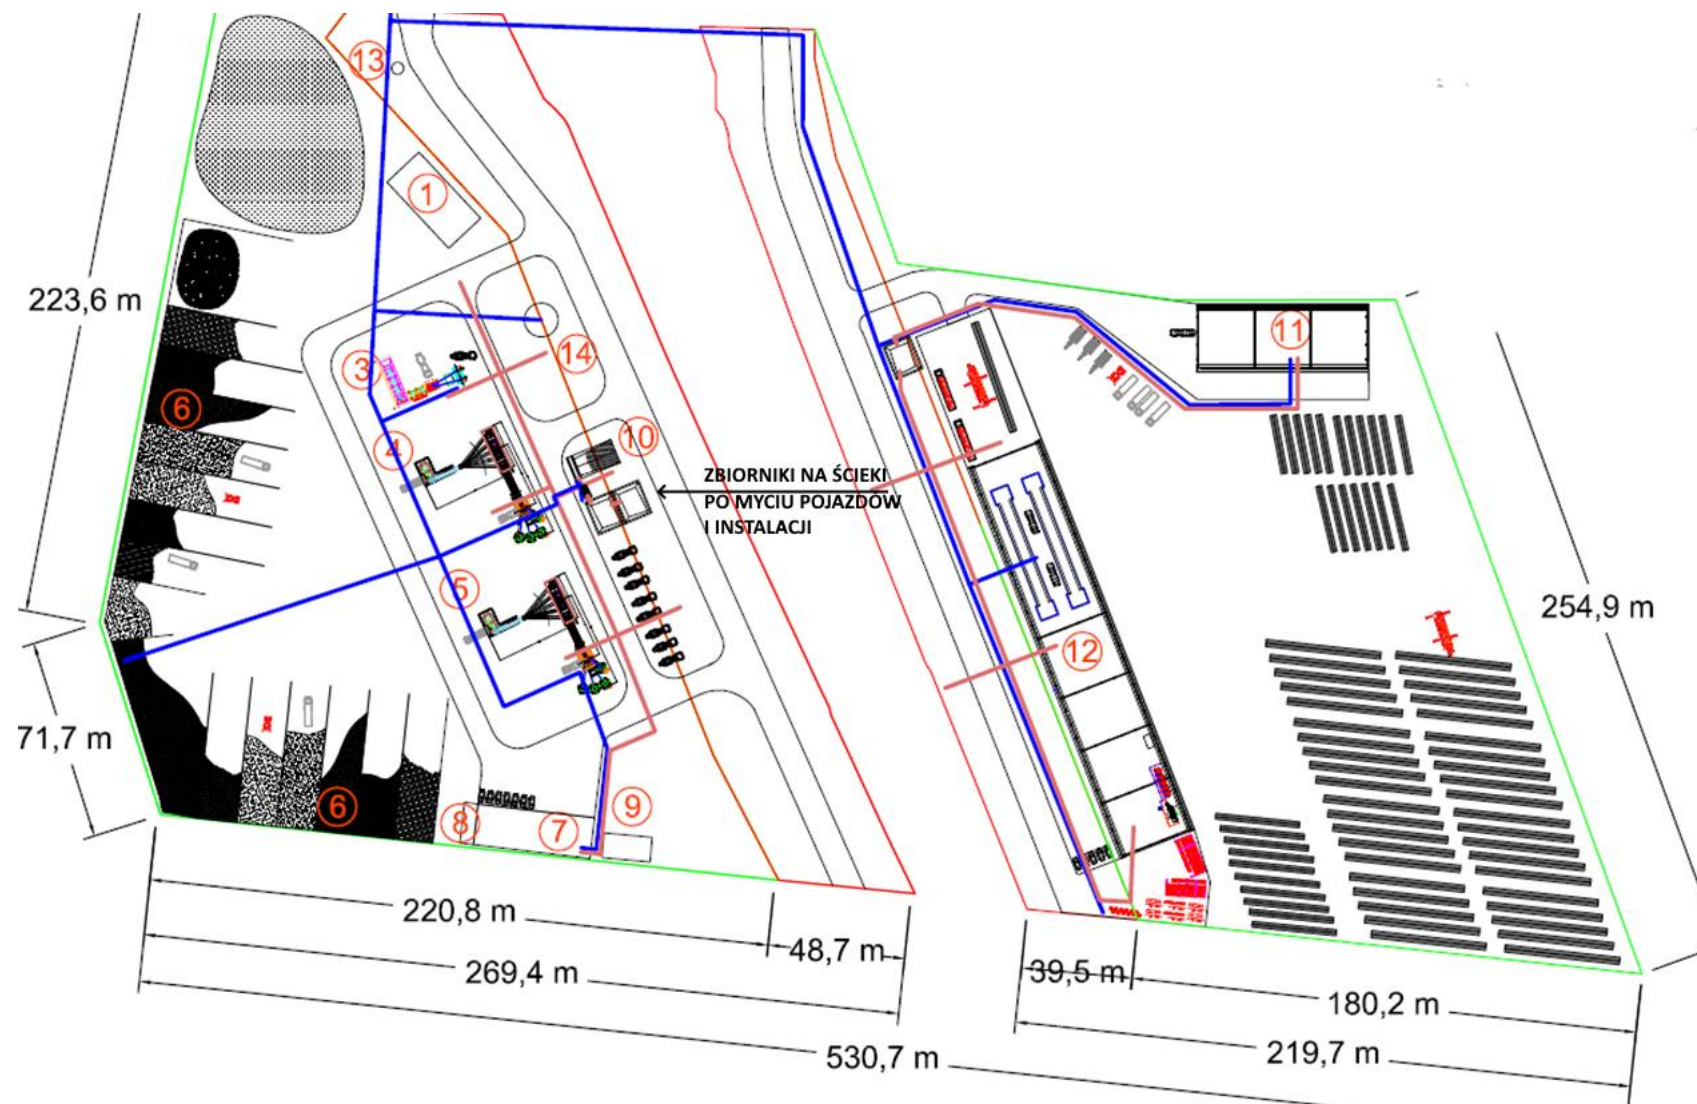 13
1
223,6 m
3
14
11
6
4
10
ZBIORNIKI NA ŚCIEKI
PO MYCIU POJAZDÓW
I INSTALACJI
5
254,9 m
12
71,7 m
6
8
7
9
220,8 m
48,7 m
39,5 m
180,2 m
269,4 m
219,7 m
530,7 m